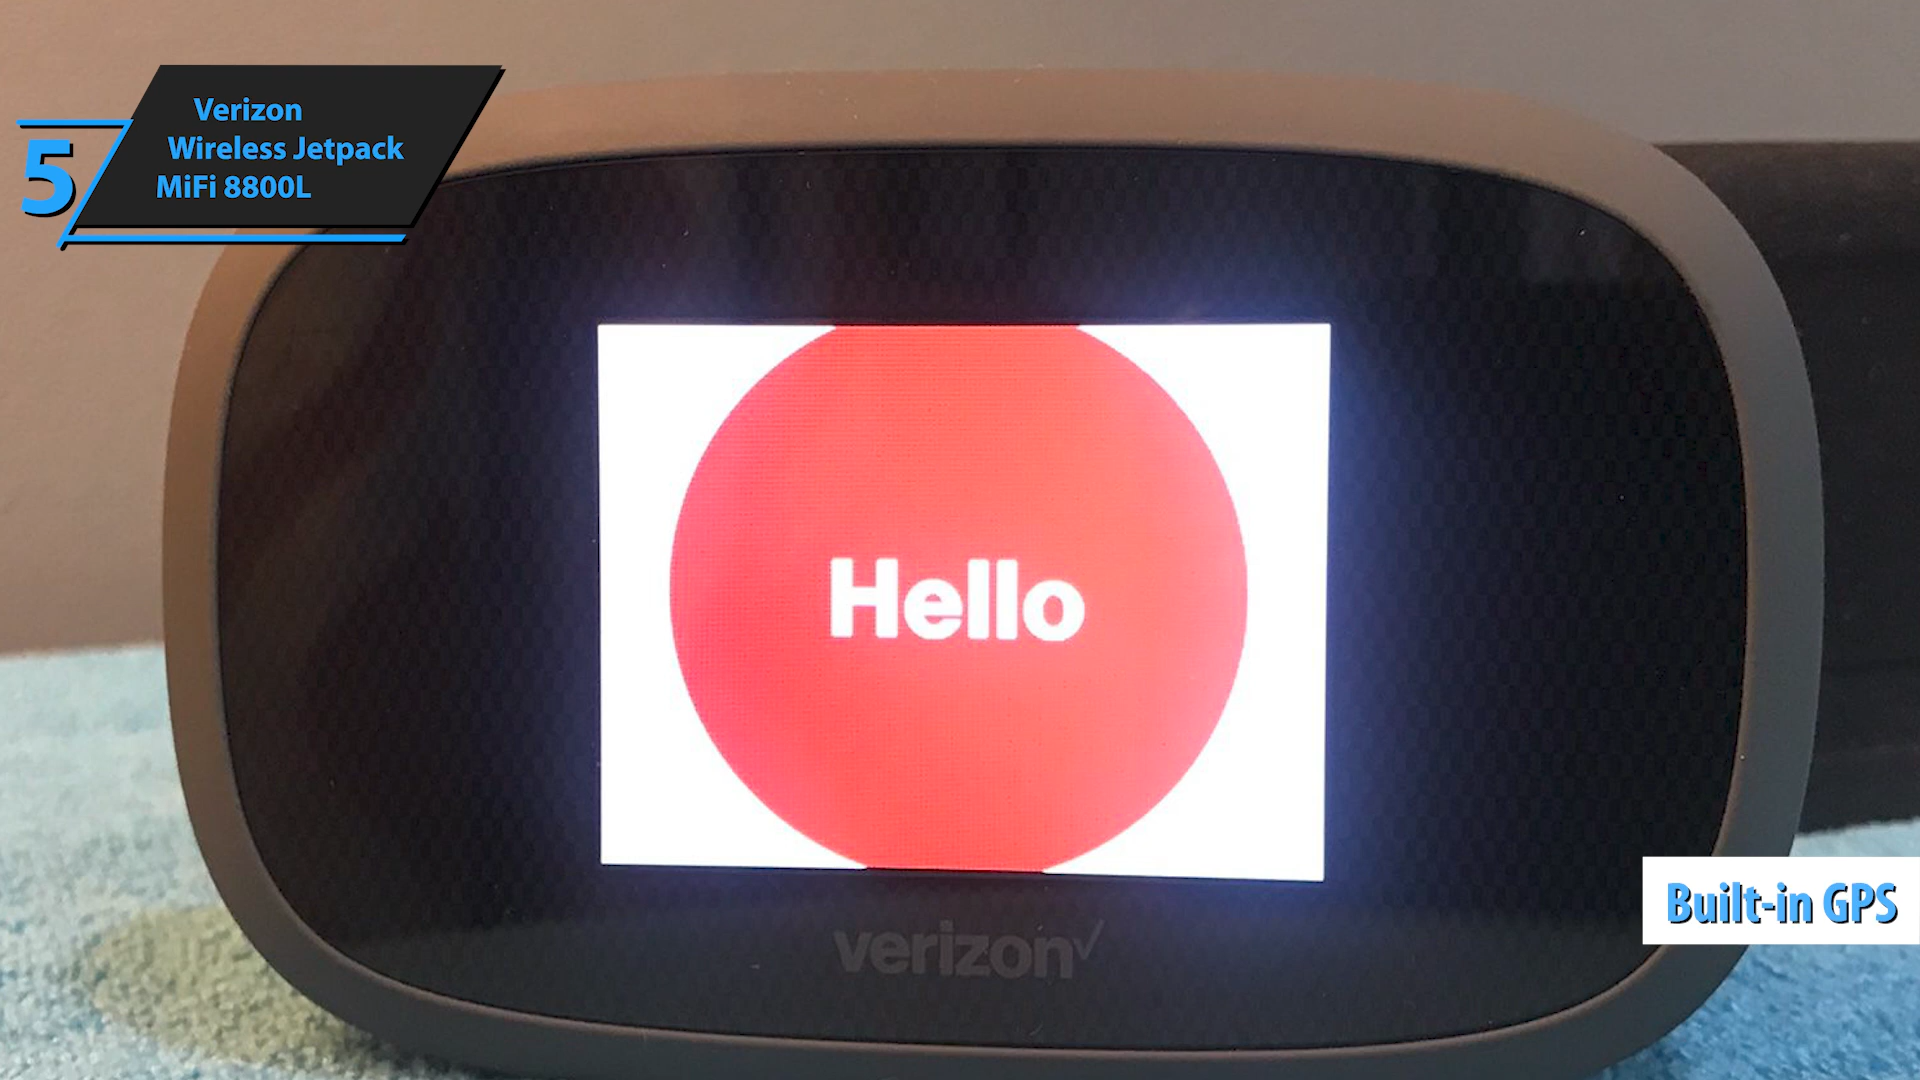 5
Verizon
Wireless Jetpack
MiFi 8800L
Hello
verizon✓
Built-in GPS